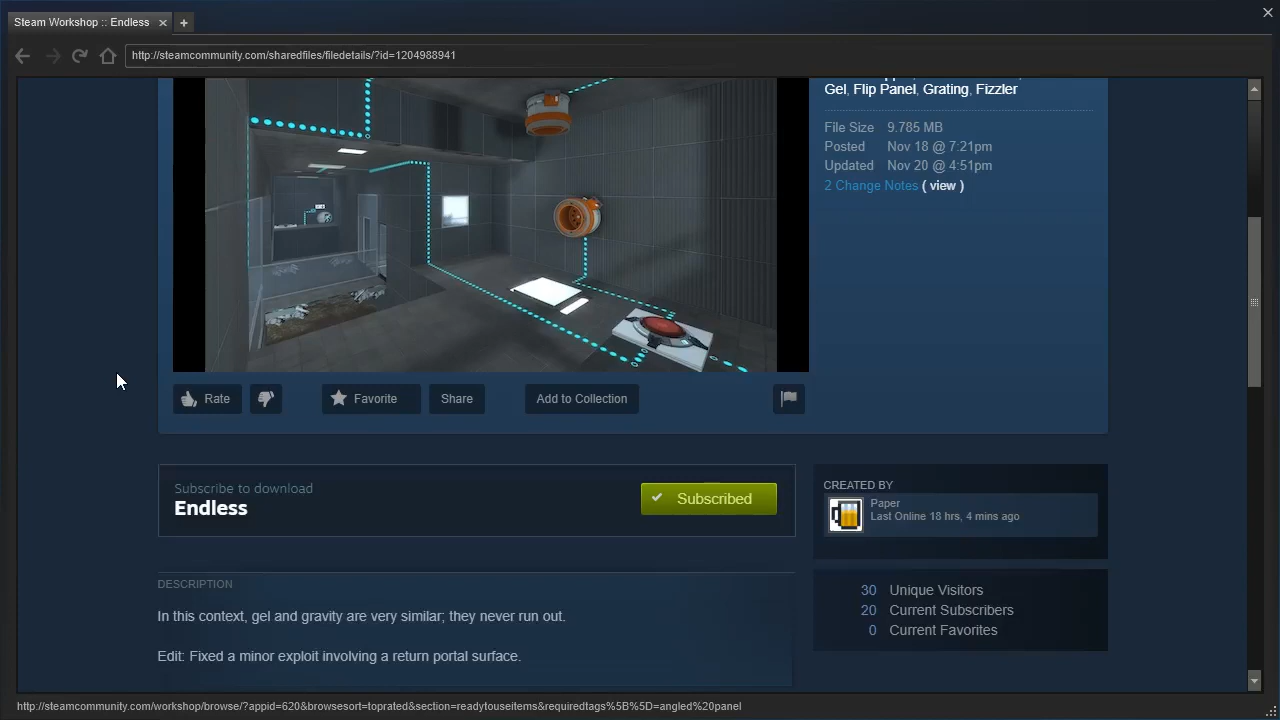 Steam Workshop :: Endless
http://steamcommunity.com/sharedfiles/filedetails/?id=1204988941
Gel, Flip Panel, Grating, Fizzler
File Size 9.785 MB
Posted Nov 18 @ 7:21pm
Updated Nov 20 @ 4:51pm
2 Change Notes ( view )
Rate
Favorite
Share
Add to Collection
Subscribe to download
Endless
Subscribed
CREATED BY
Paper
Last Online 18 hrs, 4 mins ago
DESCRIPTION
In this context, gel and gravity are very similar; they never run out.
Edit: Fixed a minor exploit involving a return portal surface.
30 Unique Visitors
20 Current Subscribers
0 Current Favorites
http://steamcommunity.com/workshop/browse/?appid=620&browsesort=toprated&section=readytouseitems&requiredtags%5B%5D=angled%20panel